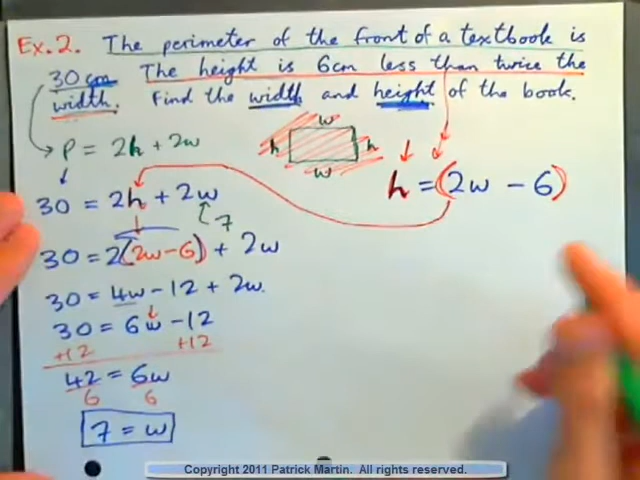 Ex. 2. The perimeter of the front of a textbook is
30 cm The height is 6cm less than twice the
width. Find the width and height of the book.
w
h
h
w
P = 2h + 2w
h = (2w - 6)
30 = 2h + 2w
7
30 = 2(2w-6) + 2w
30 = 4w - 12 + 2w.
30 = 6w - 12
+12 +12
42 = 6w
6 6
7 = w
Copyright 2011 Patrick Martin. All rights reserved.